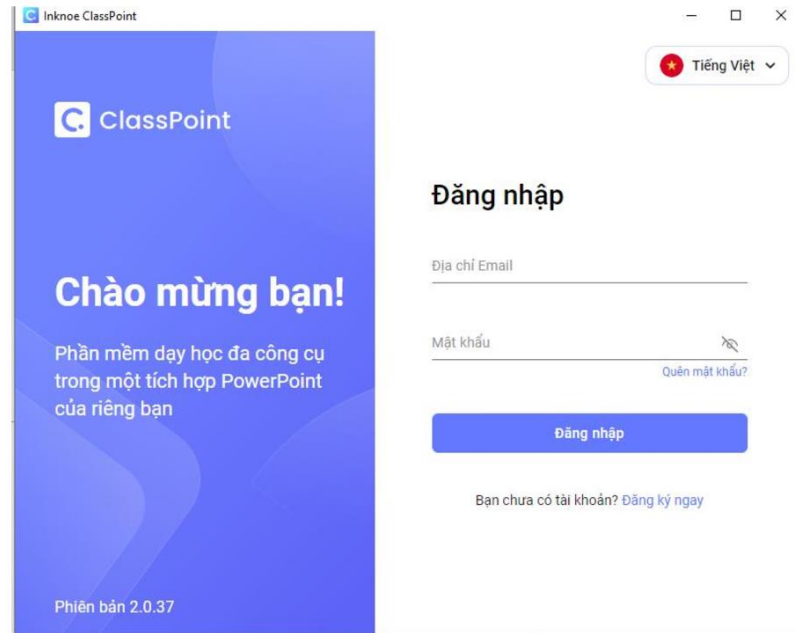 Inknoe ClassPoint
Tiếng Việt
ClassPoint
Đăng nhập
Địa chỉ Email
Chào mừng bạn!
Mật khẩu
Phần mềm dạy học đa công cụ
trong một tích hợp PowerPoint
của riêng bạn
Quên mật khẩu?
Đăng nhập
Bạn chưa có tài khoản? Đăng ký ngay
Phiên bản 2.0.37